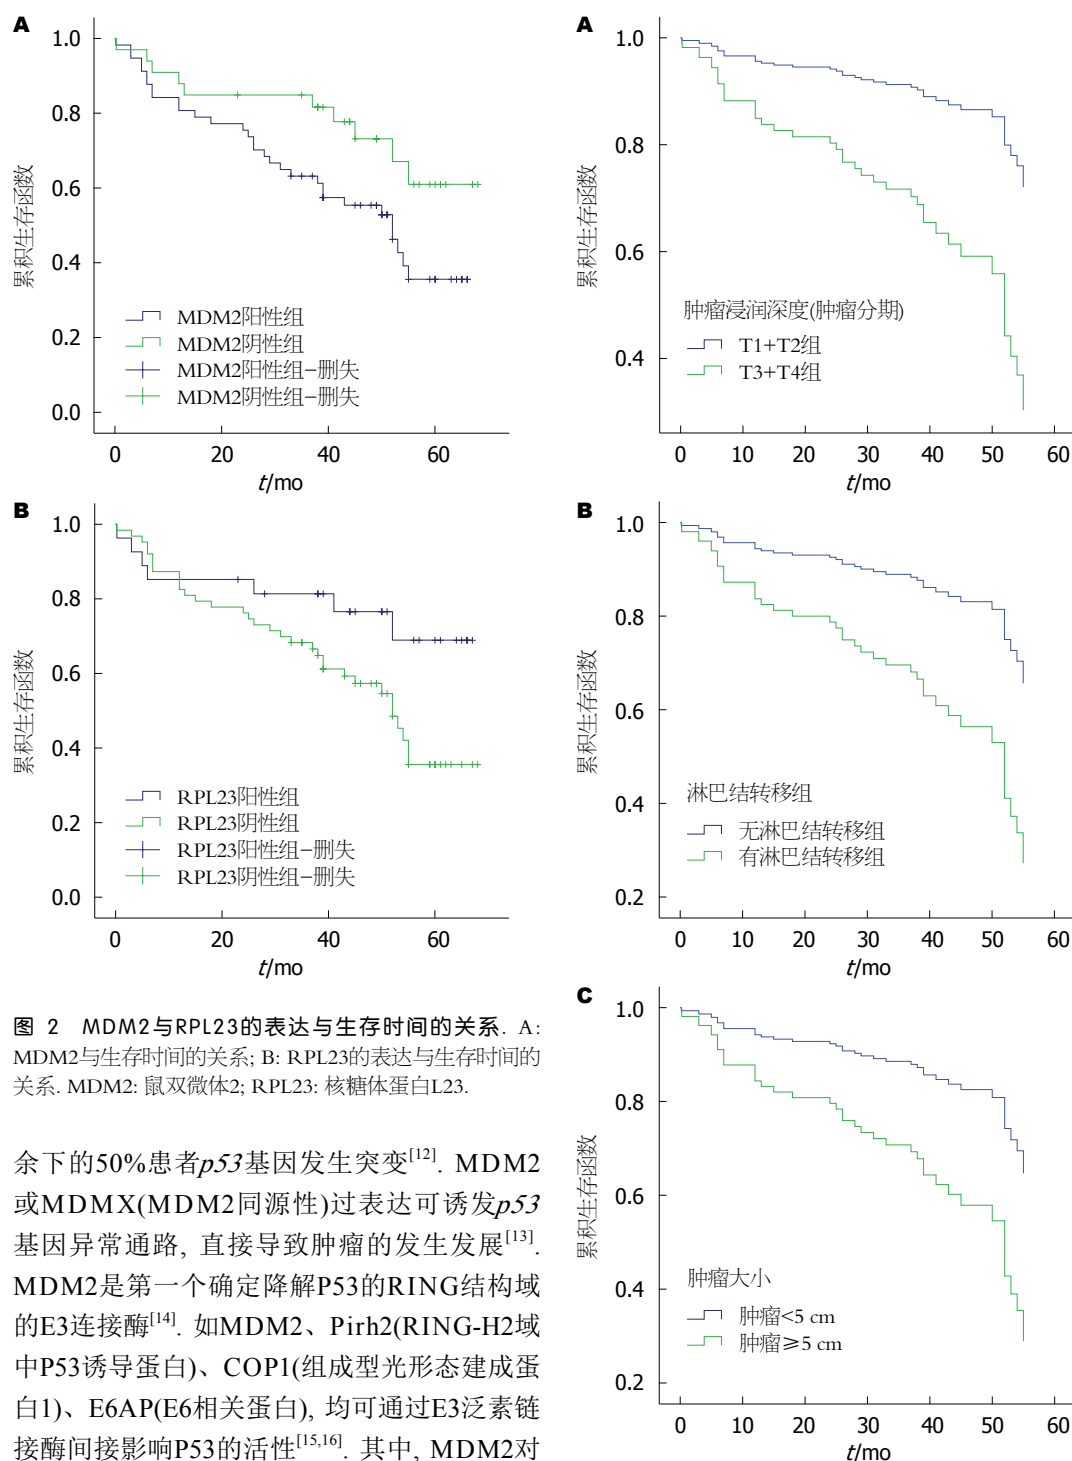 A
1.0
0.8
0.6
0.4
0.2
0.0
累积生存函数
MDM2阳性组
MDM2阴性组
MDM2阳性组-删失
MDM2阴性组-删失
0 20 40 60
t/mo
B
1.0
0.8
0.6
0.4
0.2
0.0
累积生存函数
RPL23阳性组
RPL23阴性组
RPL23阳性组-删失
RPL23阴性组-删失
0 20 40 60
t/mo
图 2 MDM2与RPL23的表达与生存时间的关系. A:
MDM2与生存时间的关系; B: RPL23的表达与生存时间的
关系. MDM2: 鼠双微体2; RPL23: 核糖体蛋白L23.
余下的50%患者p53基因发生突变[12]. MDM2
或MDMX(MDM2同源性)过表达可诱发p53
基因异常通路, 直接导致肿瘤的发生发展[13].
MDM2是第一个确定降解P53的RING结构域
的E3连接酶[14]. 如MDM2、Pirh2(RING-H2域
中P53诱导蛋白)、COP1(组成型光形态建成蛋
白1)、E6AP(E6相关蛋白), 均可通过E3泛素链
接酶间接影响P53的活性[15,16]. 其中, MDM2对
A
1.0
0.8
0.6
0.4
累积生存函数
肿瘤浸润深度(肿瘤分期)
T1+T2组
T3+T4组
0 10 20 30 40 50 60
t/mo
B
1.0
0.8
0.6
0.4
0.2
累积生存函数
淋巴结转移组
无淋巴结转移组
有淋巴结转移组
0 10 20 30 40 50 60
t/mo
C
1.0
0.8
0.6
0.4
0.2
累积生存函数
肿瘤大小
肿瘤<5 cm
肿瘤≥5 cm
0 10 20 30 40 50 60
t/mo